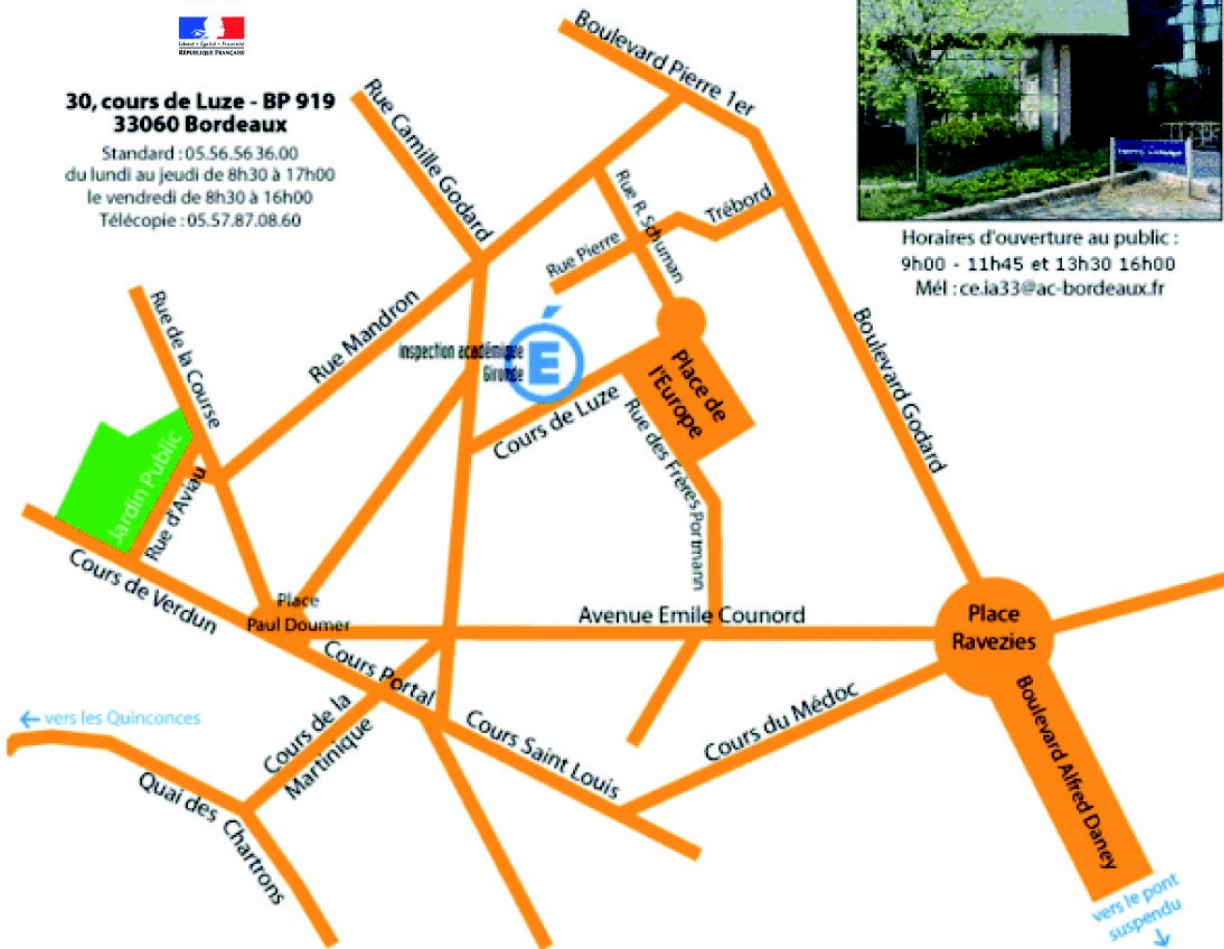 Liberté • Égalité • Fraternité
RÉPUBLIQUE FRANÇAISE
30, cours de Luze - BP 919
33060 Bordeaux
Standard : 05.56.56 36.00
du lundi au jeudi de 8h30 à 17h00
le vendredi de 8h30 à 16h00
Télécopie : 05.57.87.08.60
Horaires d'ouverture au public :
9h00 - 11h45 et 13h30 16h00
Mél : ce.ia33@ac-bordeaux.fr
Boulevard Pierre 1er
Rue Camille Godard
Rue R. Schuman
Trébord
Rue Pierre
Rue de la Course
Rue Mandron
inspection académique
Gironde
É
Place de
l'Europe
Boulevard Godard
Cours de Luze
Rue des Frères Portmann
Jardin Public
Rue d'Aviau
Cours de Verdun
Place
Paul Doumer
Avenue Emile Counord
Place
Ravezies
Cours Portal
Cours de la
Martinique
Cours Saint Louis
Cours du Médoc
Boulevard Alfred Daney
← vers les Quinconces
Quai des Chartrons
vers le pont
suspendu
↓